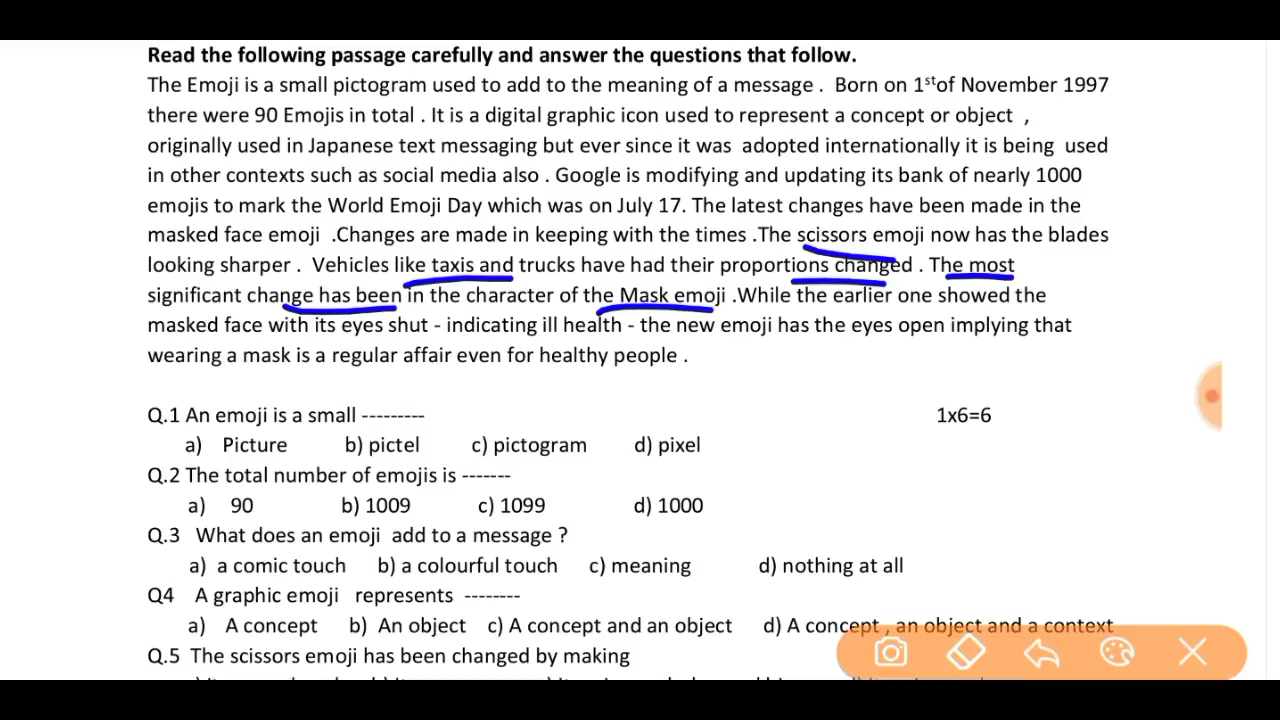 Read the following passage carefully and answer the questions that follow.
The Emoji is a small pictogram used to add to the meaning of a message . Born on 1st of November 1997
there were 90 Emojis in total . It is a digital graphic icon used to represent a concept or object ,
originally used in Japanese text messaging but ever since it was adopted internationally it is being used
in other contexts such as social media also . Google is modifying and updating its bank of nearly 1000
emojis to mark the World Emoji Day which was on July 17. The latest changes have been made in the
masked face emoji .Changes are made in keeping with the times .The scissors emoji now has the blades
looking sharper . Vehicles like taxis and trucks have had their proportions changed . The most
significant change has been in the character of the Mask emoji .While the earlier one showed the
masked face with its eyes shut - indicating ill health - the new emoji has the eyes open implying that
wearing a mask is a regular affair even for healthy people .
Q.1 An emoji is a small --------- 1x6=6
a) Picture b) pictel c) pictogram d) pixel
Q.2 The total number of emojis is -------
a) 90 b) 1009 c) 1099 d) 1000
Q.3 What does an emoji add to a message ?
a) a comic touch b) a colourful touch c) meaning d) nothing at all
Q4 A graphic emoji represents --------
a) A concept b) An object c) A concept and an object d) A concept , an object and a context
Q.5 The scissors emoji has been changed by making